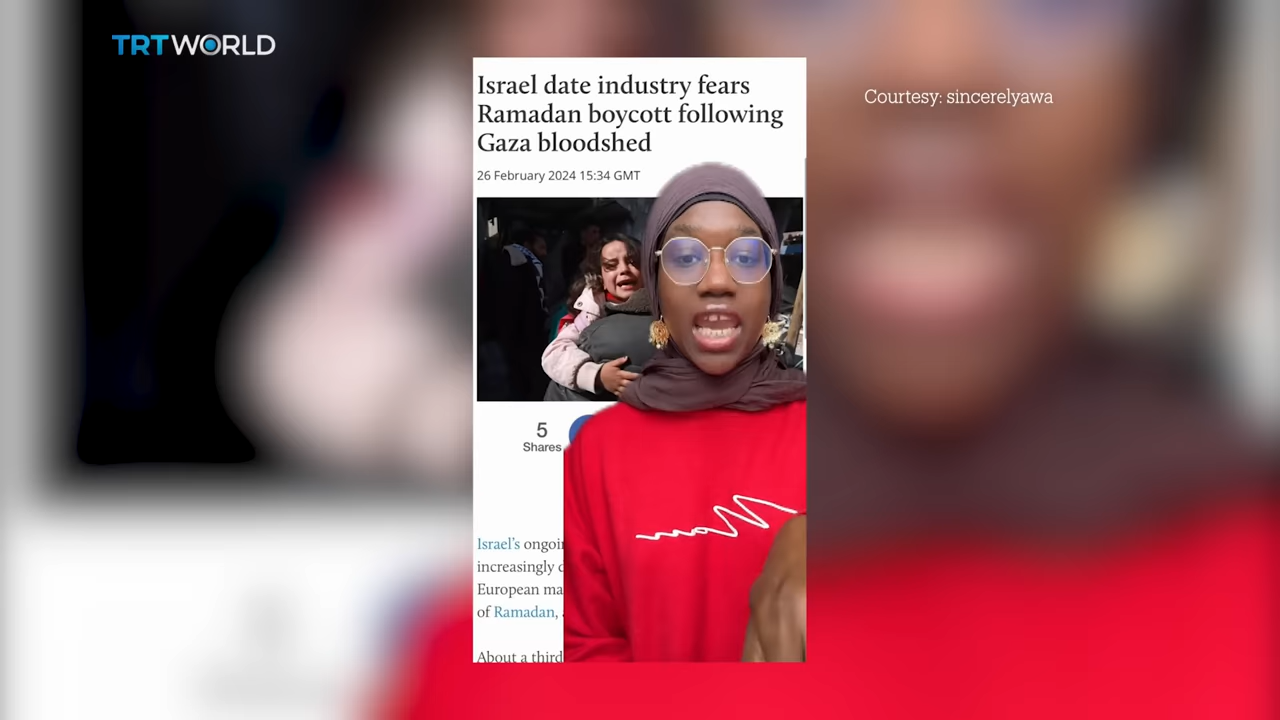 TRT WORLD
Courtesy: sincerelyawa
Israel date industry fears
Ramadan boycott following
Gaza bloodshed
26 February 2024 15:34 GMT
5
Shares
Israel's ongoi
increasingly
European ma
of Ramadan,
About a third